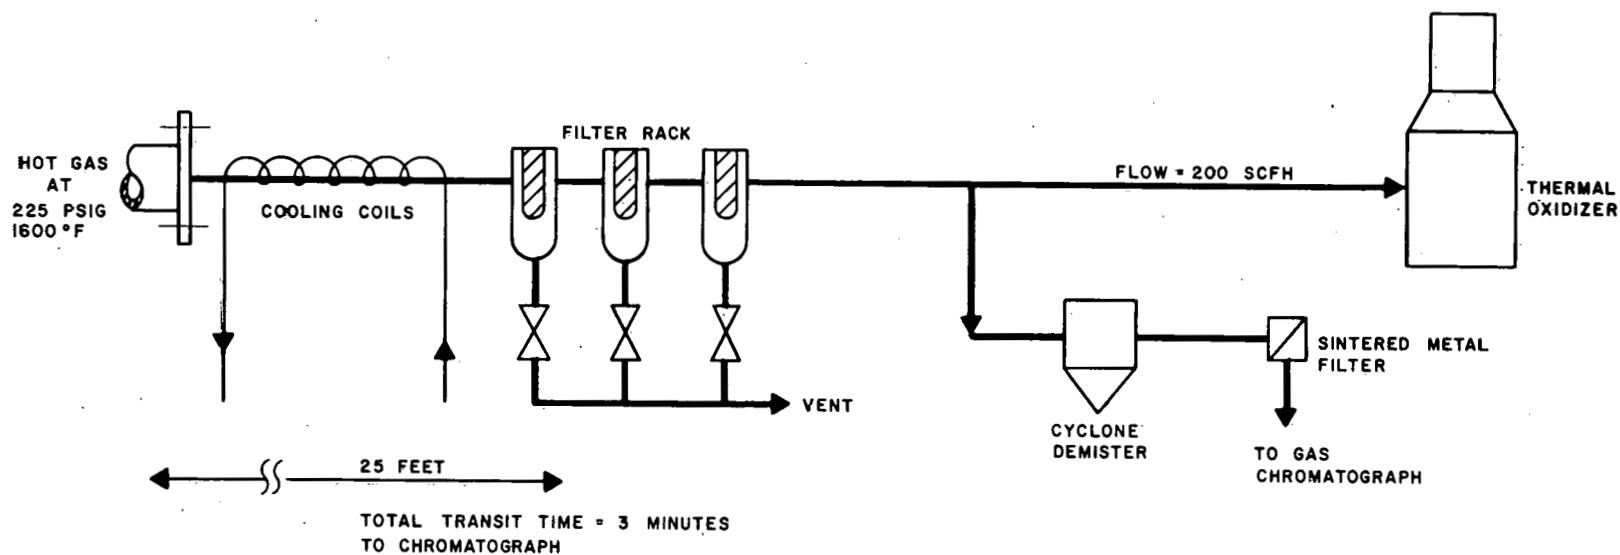 HOT GAS
AT
225 PSIG
1600 °F
COOLING COILS
FILTER RACK
FLOW = 200 SCFH
THERMAL
OXIDIZER
VENT
CYCLONE
DEMISTER
SINTERED METAL
FILTER
TO GAS
CHROMATOGRAPH
25 FEET
TOTAL TRANSIT TIME = 3 MINUTES
TO CHROMATOGRAPH